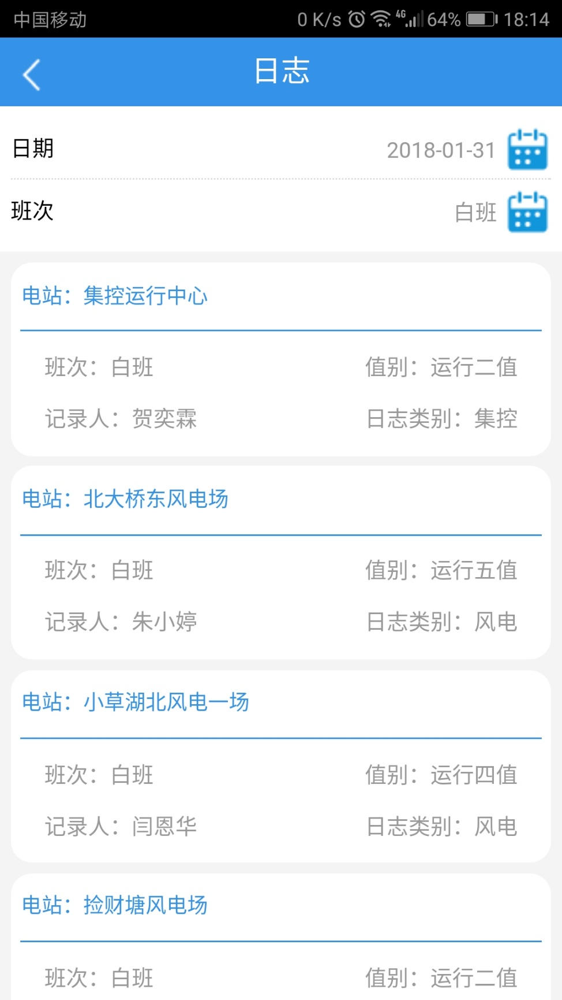 中国移动 0 K/s 4G 64% 18:14
日志
日期 2018-01-31
班次 白班
电站：集控运行中心
班次：白班 值别：运行二值
记录人：贺奕霖 日志类别：集控
电站：北大桥东风电场
班次：白班 值别：运行五值
记录人：朱小婷 日志类别：风电
电站：小草湖北风电一场
班次：白班 值别：运行四值
记录人：闫恩华 日志类别：风电
电站：捡财塘风电场
班次：白班 值别：运行二值